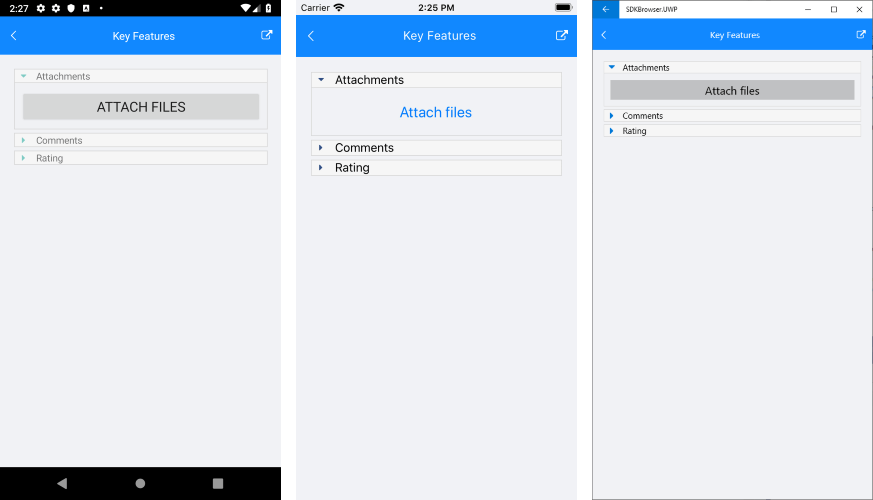 2:27
Key Features
Attachments
ATTACH FILES
Comments
Rating
Carrier
2:25 PM
Key Features
Attachments
Attach files
Comments
Rating
SDKBrowser.UWP
Key Features
Attachments
Attach files
Comments
Rating